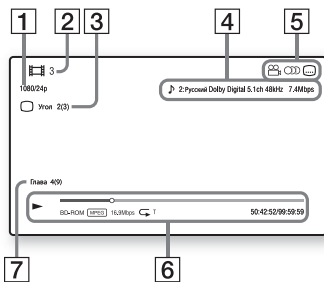 1 2 3 4 5
3
1080/24p
♪ 2:Русский Dolby Digital 5.1ch 48kHz 7.4Mbps
Угол 2(3)
Глава 4(9)
BD-ROM MPEG 16.9Mbps T 50:42:52/99:59:59
7 6